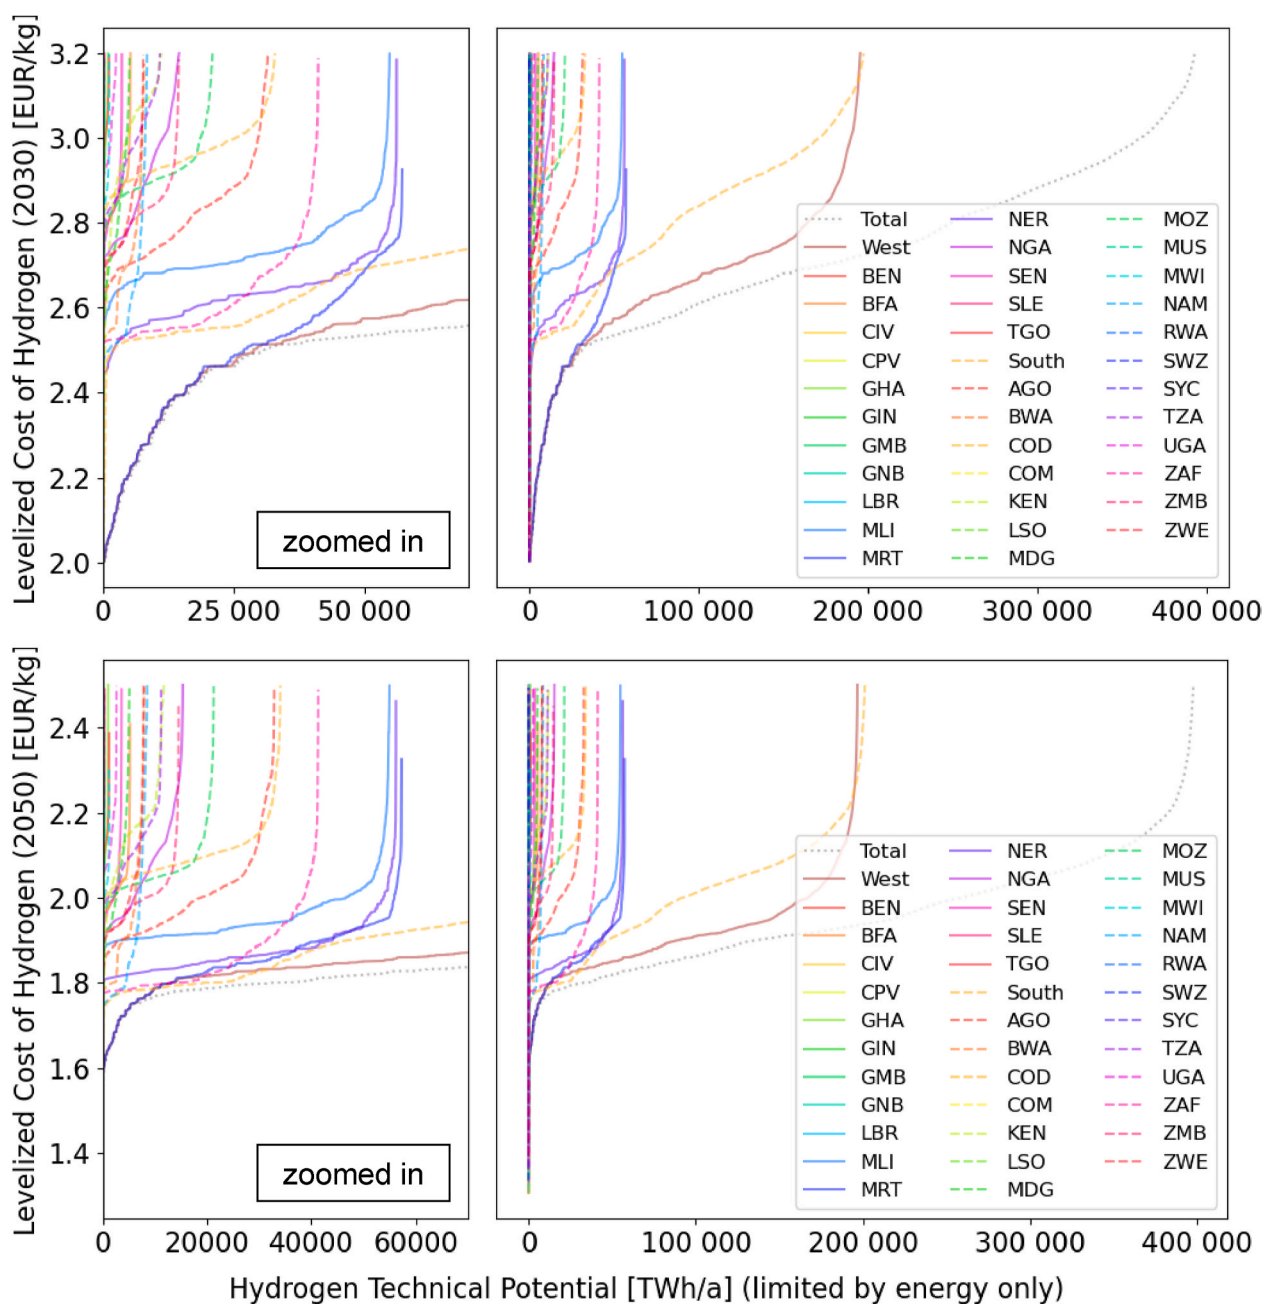 Levelized Cost of Hydrogen (2030) [EUR/kg]
3.2
3.0
2.8
2.6
2.4
2.2
2.0
zoomed in
0
25 000
50 000
Total
West
BEN
BFA
CIV
CPV
GHA
GIN
GMB
GNB
LBR
MLI
MRT
NER
NGA
SEN
SLE
TGO
South
AGO
BWA
COD
COM
KEN
LSO
MDG
MOZ
MUS
MWI
NAM
RWA
SWZ
SYC
TZA
UGA
ZAF
ZMB
ZWE
0
100 000
200 000
300 000
400 000
Levelized Cost of Hydrogen (2050) [EUR/kg]
2.4
2.2
2.0
1.8
1.6
1.4
zoomed in
0
20000
40000
60000
Total
West
BEN
BFA
CIV
CPV
GHA
GIN
GMB
GNB
LBR
MLI
MRT
NER
NGA
SEN
SLE
TGO
South
AGO
BWA
COD
COM
KEN
LSO
MDG
MOZ
MUS
MWI
NAM
RWA
SWZ
SYC
TZA
UGA
ZAF
ZMB
ZWE
0
100 000
200 000
300 000
400 000
Hydrogen Technical Potential [TWh/a] (limited by energy only)